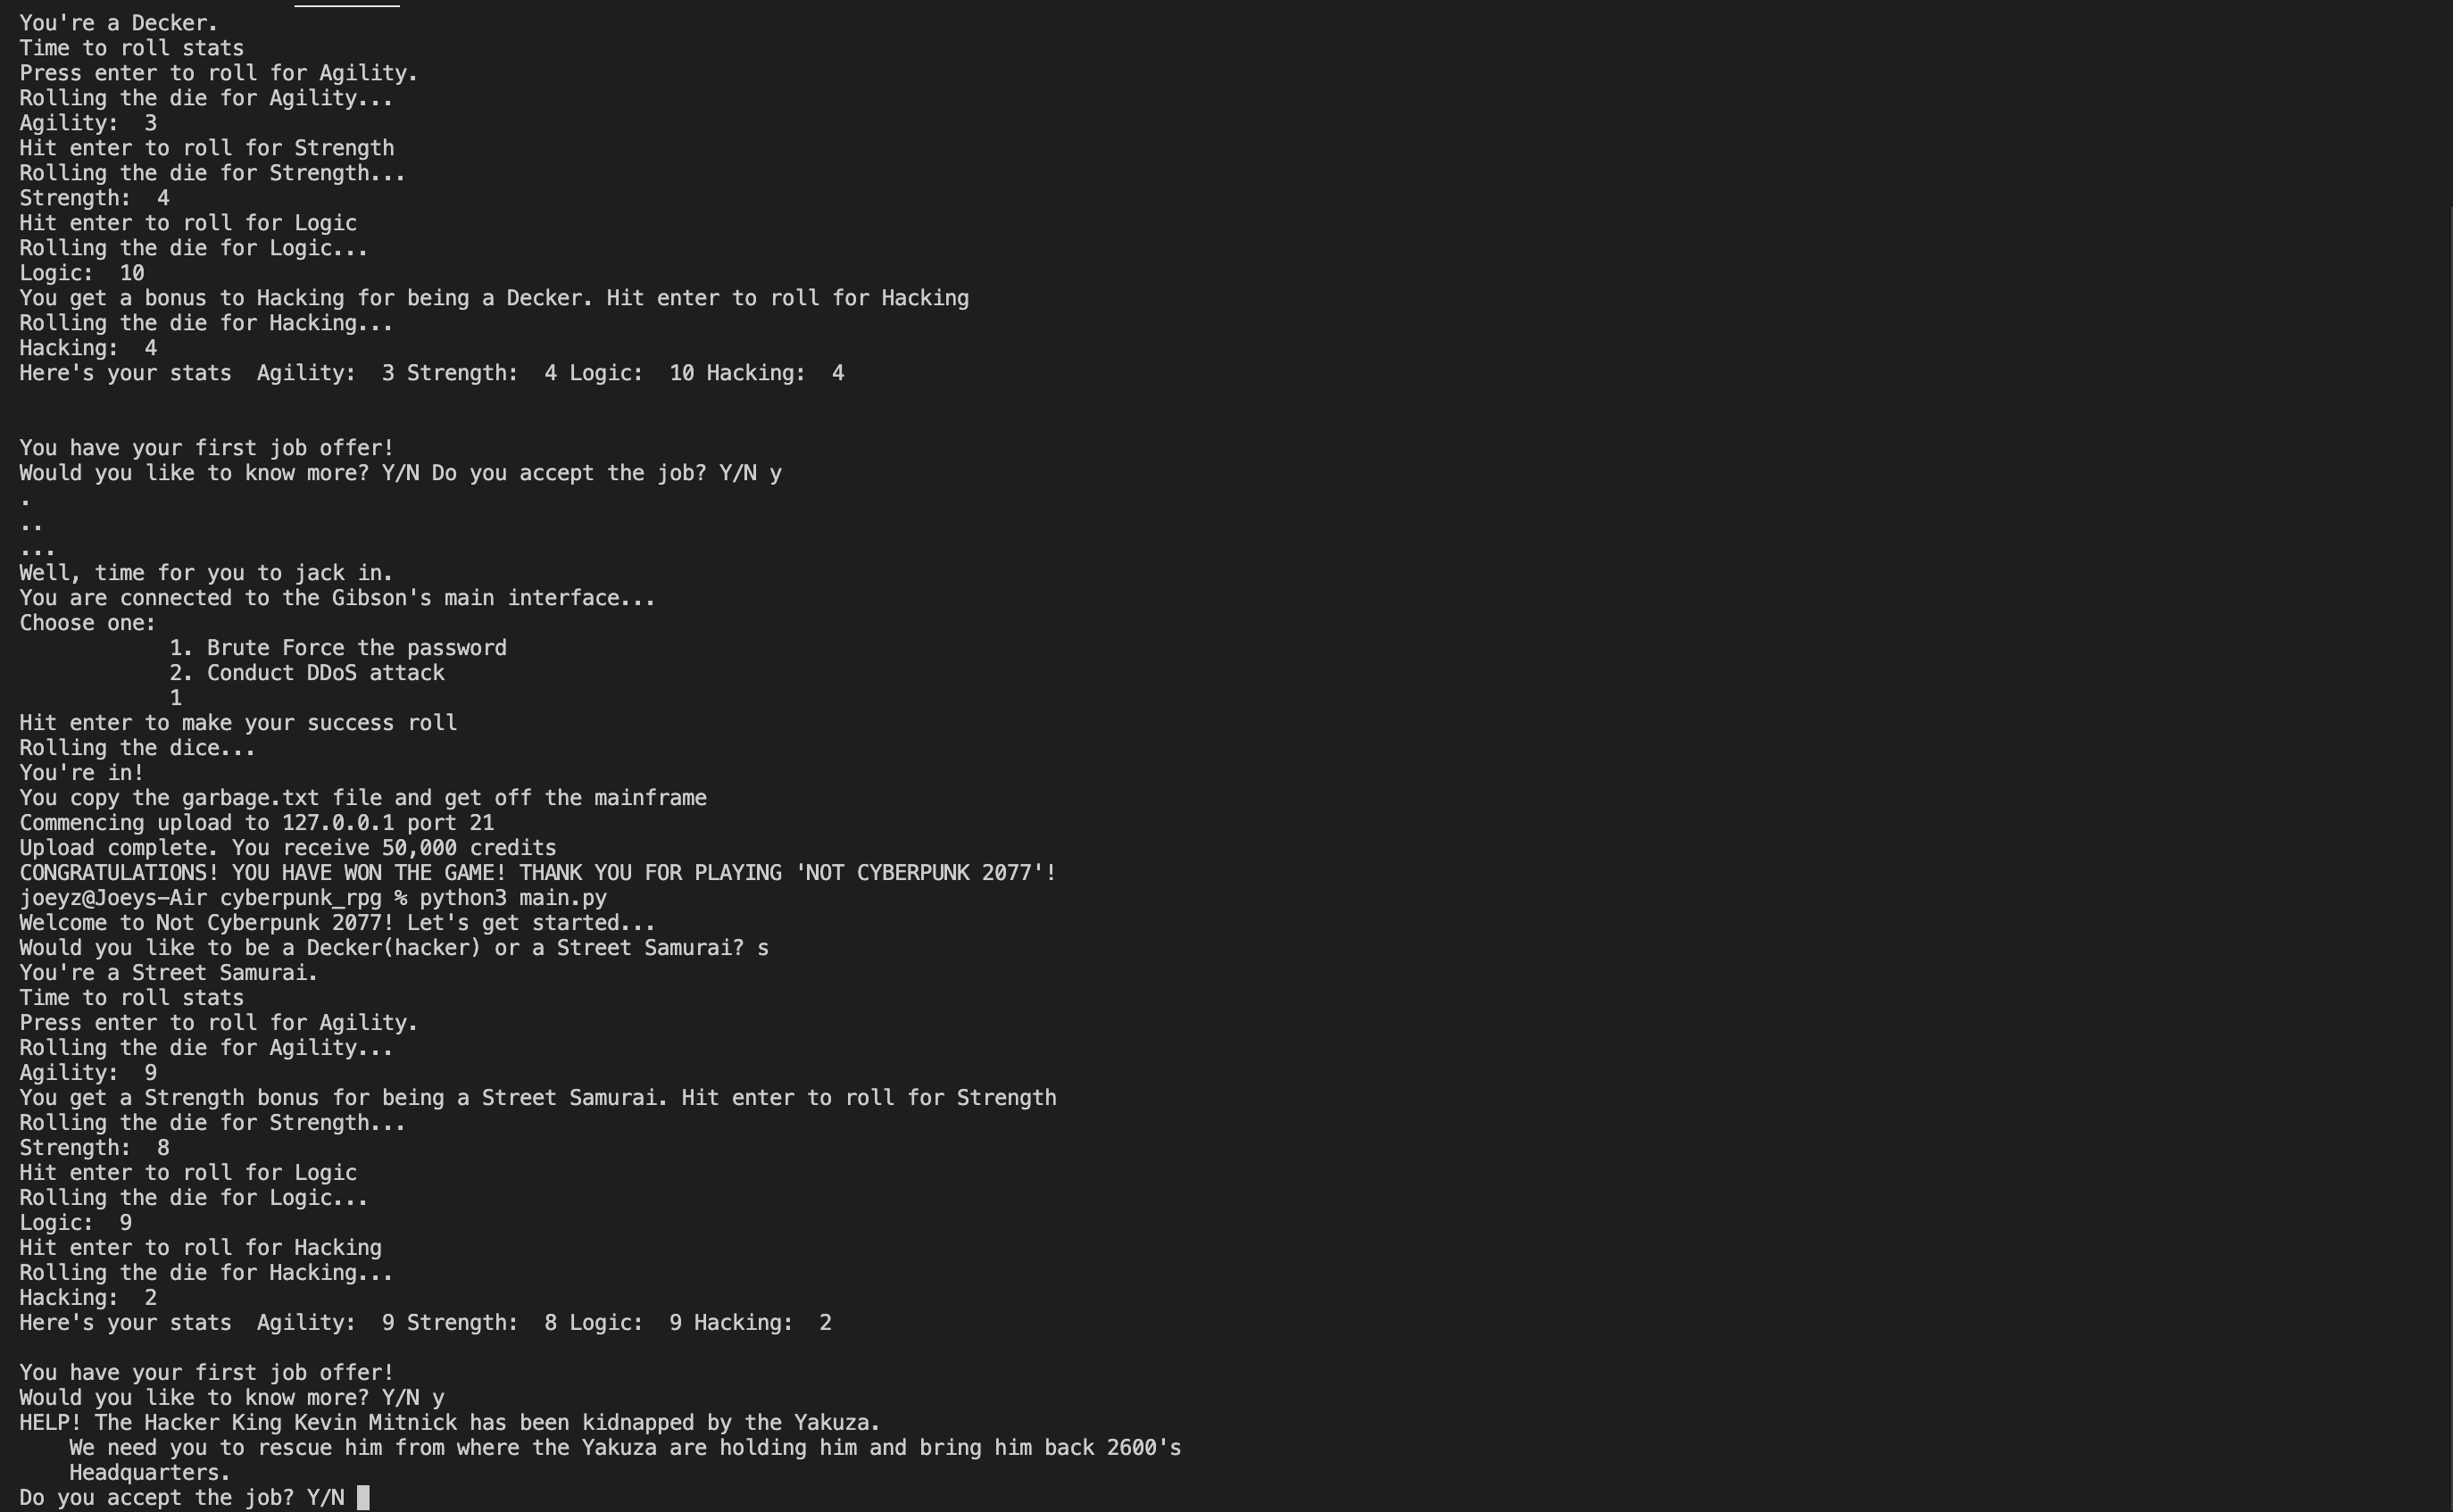 You're a Decker.
Time to roll stats
Press enter to roll for Agility.
Rolling the die for Agility...
Agility:  3
Hit enter to roll for Strength
Rolling the die for Strength...
Strength:  4
Hit enter to roll for Logic
Rolling the die for Logic...
Logic:  10
You get a bonus to Hacking for being a Decker. Hit enter to roll for Hacking
Rolling the die for Hacking...
Hacking:  4
Here's your stats  Agility:  3 Strength:  4 Logic:  10 Hacking:  4
You have your first job offer!
Would you like to know more? Y/N Do you accept the job? Y/N y
.
..
...
Well, time for you to jack in.
You are connected to the Gibson's main interface...
Choose one:
1. Brute Force the password
2. Conduct DDoS attack
1
Hit enter to make your success roll
Rolling the dice...
You're in!
You copy the garbage.txt file and get off the mainframe
Commencing upload to 127.0.0.1 port 21
Upload complete. You receive 50,000 credits
CONGRATULATIONS! YOU HAVE WON THE GAME! THANK YOU FOR PLAYING 'NOT CYBERPUNK 2077'!
joeyz@Joeys-Air cyberpunk_rpg % python3 main.py
Welcome to Not Cyberpunk 2077! Let's get started...
Would you like to be a Decker(hacker) or a Street Samurai? s
You're a Street Samurai.
Time to roll stats
Press enter to roll for Agility.
Rolling the die for Agility...
Agility:  9
You get a Strength bonus for being a Street Samurai. Hit enter to roll for Strength
Rolling the die for Strength...
Strength:  8
Hit enter to roll for Logic
Rolling the die for Logic...
Logic:  9
Hit enter to roll for Hacking
Rolling the die for Hacking...
Hacking:  2
Here's your stats  Agility:  9 Strength:  8 Logic:  9 Hacking:  2
You have your first job offer!
Would you like to know more? Y/N y
HELP! The Hacker King Kevin Mitnick has been kidnapped by the Yakuza.
We need you to rescue him from where the Yakuza are holding him and bring him back 2600's
Headquarters.
Do you accept the job? Y/N